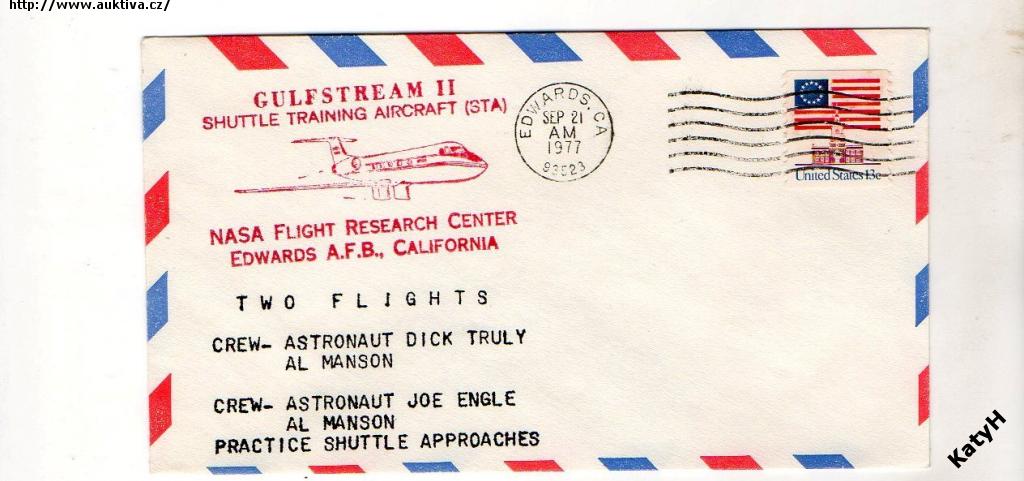 http://www.auktiva.cz/
GULFSTREAM II
SHUTTLE TRAINING AIRCRAFT (STA)
EDWARDS, CA
SEP 21
AM
1977
93523
United States 13c
NASA FLIGHT RESEARCH CENTER
EDWARDS A.F.B., CALIFORNIA
TWO FLIGHTS
CREW- ASTRONAUT DICK TRULY
AL MANSON
CREW- ASTRONAUT JOE ENGLE
AL MANSON
PRACTICE SHUTTLE APPROACHES
KatyH